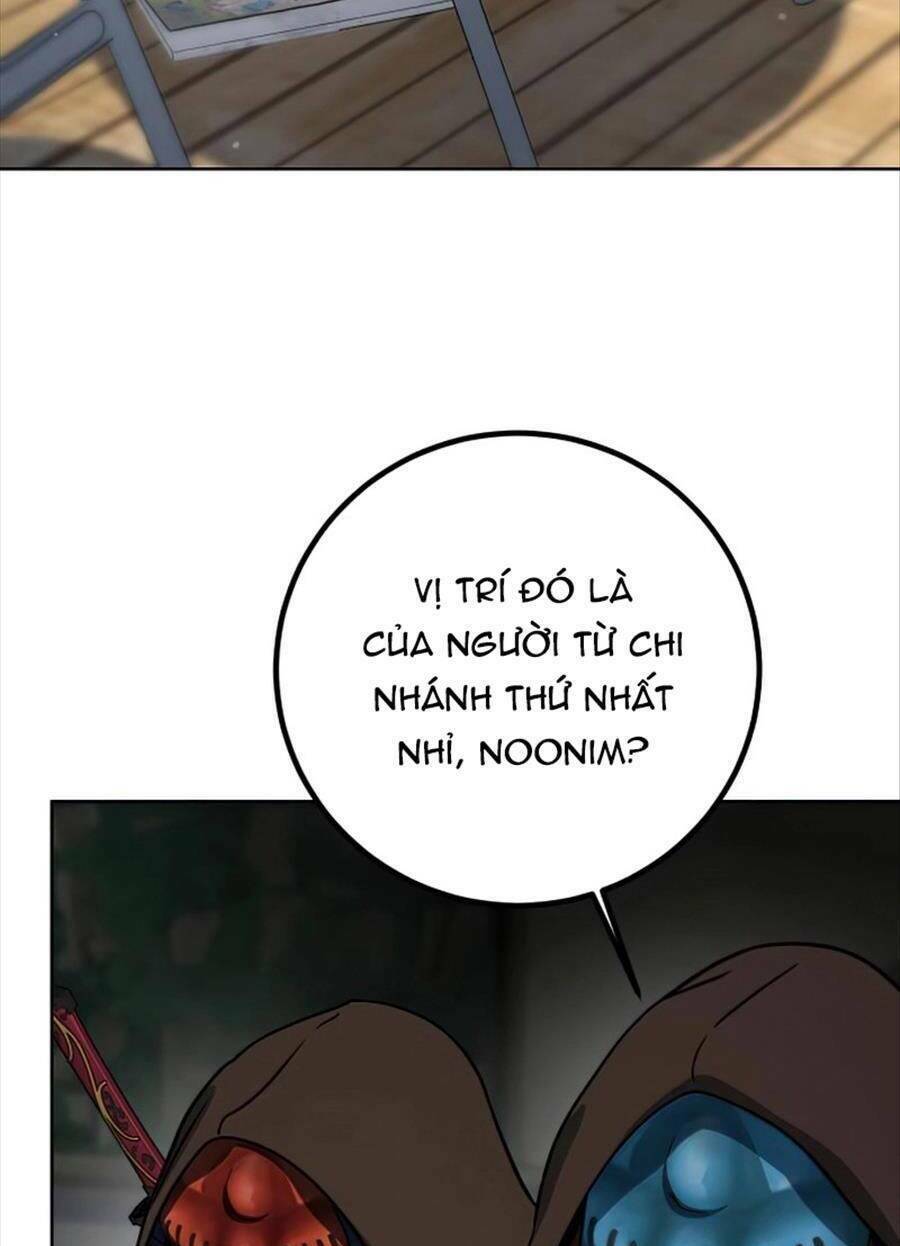 VỊ TRÍ ĐÓ LÀ
CỦA NGƯỜI TỪ CHI
NHÁNH THỨ NHẤT
NHỈ, NOONIM?